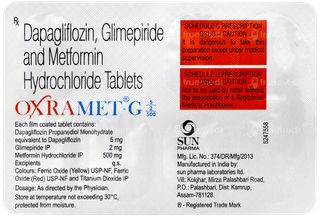 Rx
Dapagliflozin, Glimepiride
and Metformin
Hydrochloride Tablets
OXRAMET® G 5/2/500
Each film coated tablet contains:
Dapagliflozin Propanediol Monohydrate
equivalent to Dapagliflozin 5 mg
Glimepiride IP 2 mg
Metformin Hydrochloride IP 500 mg
Excipients q.s.
Colours: Ferric Oxide (Yellow) USP-NF, Ferric
Oxide (Red) USP-NF and Titanium Dioxide IP
Dosage: As directed by the Physician.
Store at temperature not exceeding 30°C,
protected from moisture.
SCHEDULE G PRESCRIPTION
DRUG - CAUTION
It is dangerous to take this
preparation except under medical
supervision.
SCHEDULE H PRESCRIPTION
DRUG - CAUTION
Not to be sold by retail without
the prescription of a Registered
Medical Practitioner.
SUN
PHARMA
5247558
Mfg. Lic. No.: 374/DR/Mfg/2013
Manufactured in India by:
sun pharma laboratories ltd.
Vill: Kokjhar, Mirza Palashbari Road,
P.O.: Palashbari, Dist. Kamrup,
Assam-781128.
® - Registered Trade Mark